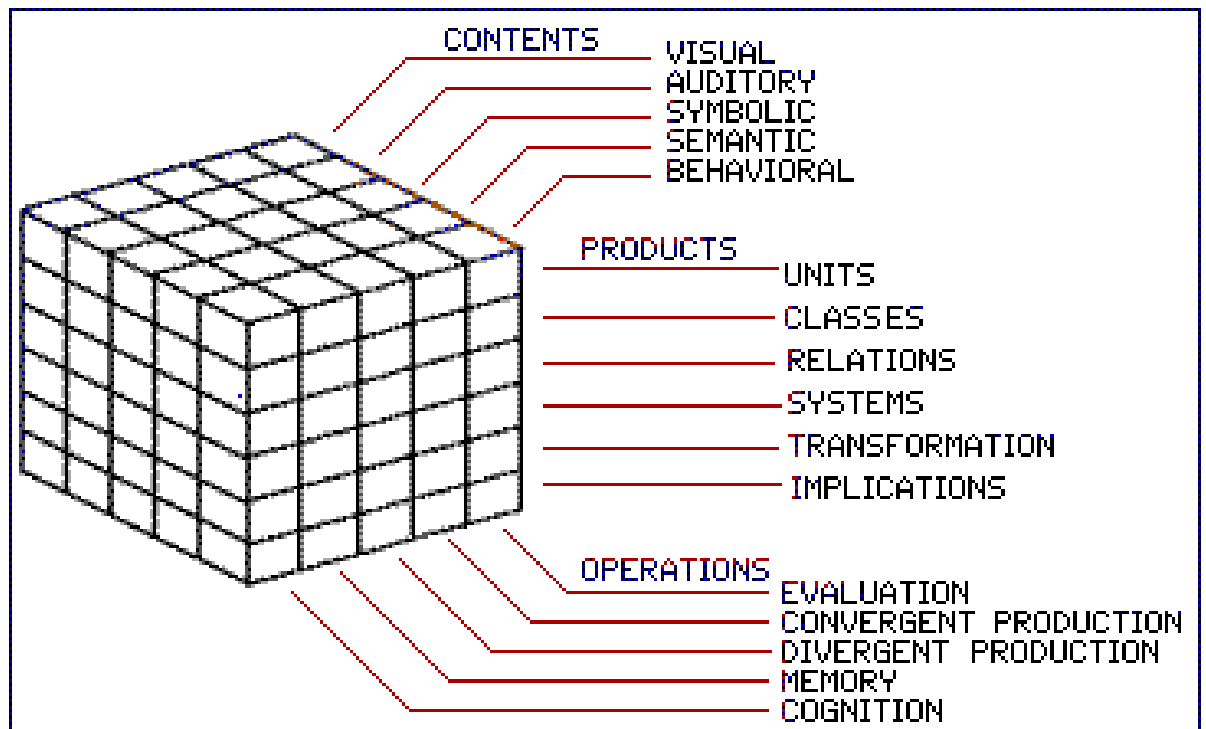 CONTENTS
VISUAL
AUDITORY
SYMBOLIC
SEMANTIC
BEHAVIORAL
PRODUCTS
UNITS
CLASSES
RELATIONS
SYSTEMS
TRANSFORMATION
IMPLICATIONS
OPERATIONS
EVALUATION
CONVERGENT PRODUCTION
DIVERGENT PRODUCTION
MEMORY
COGNITION